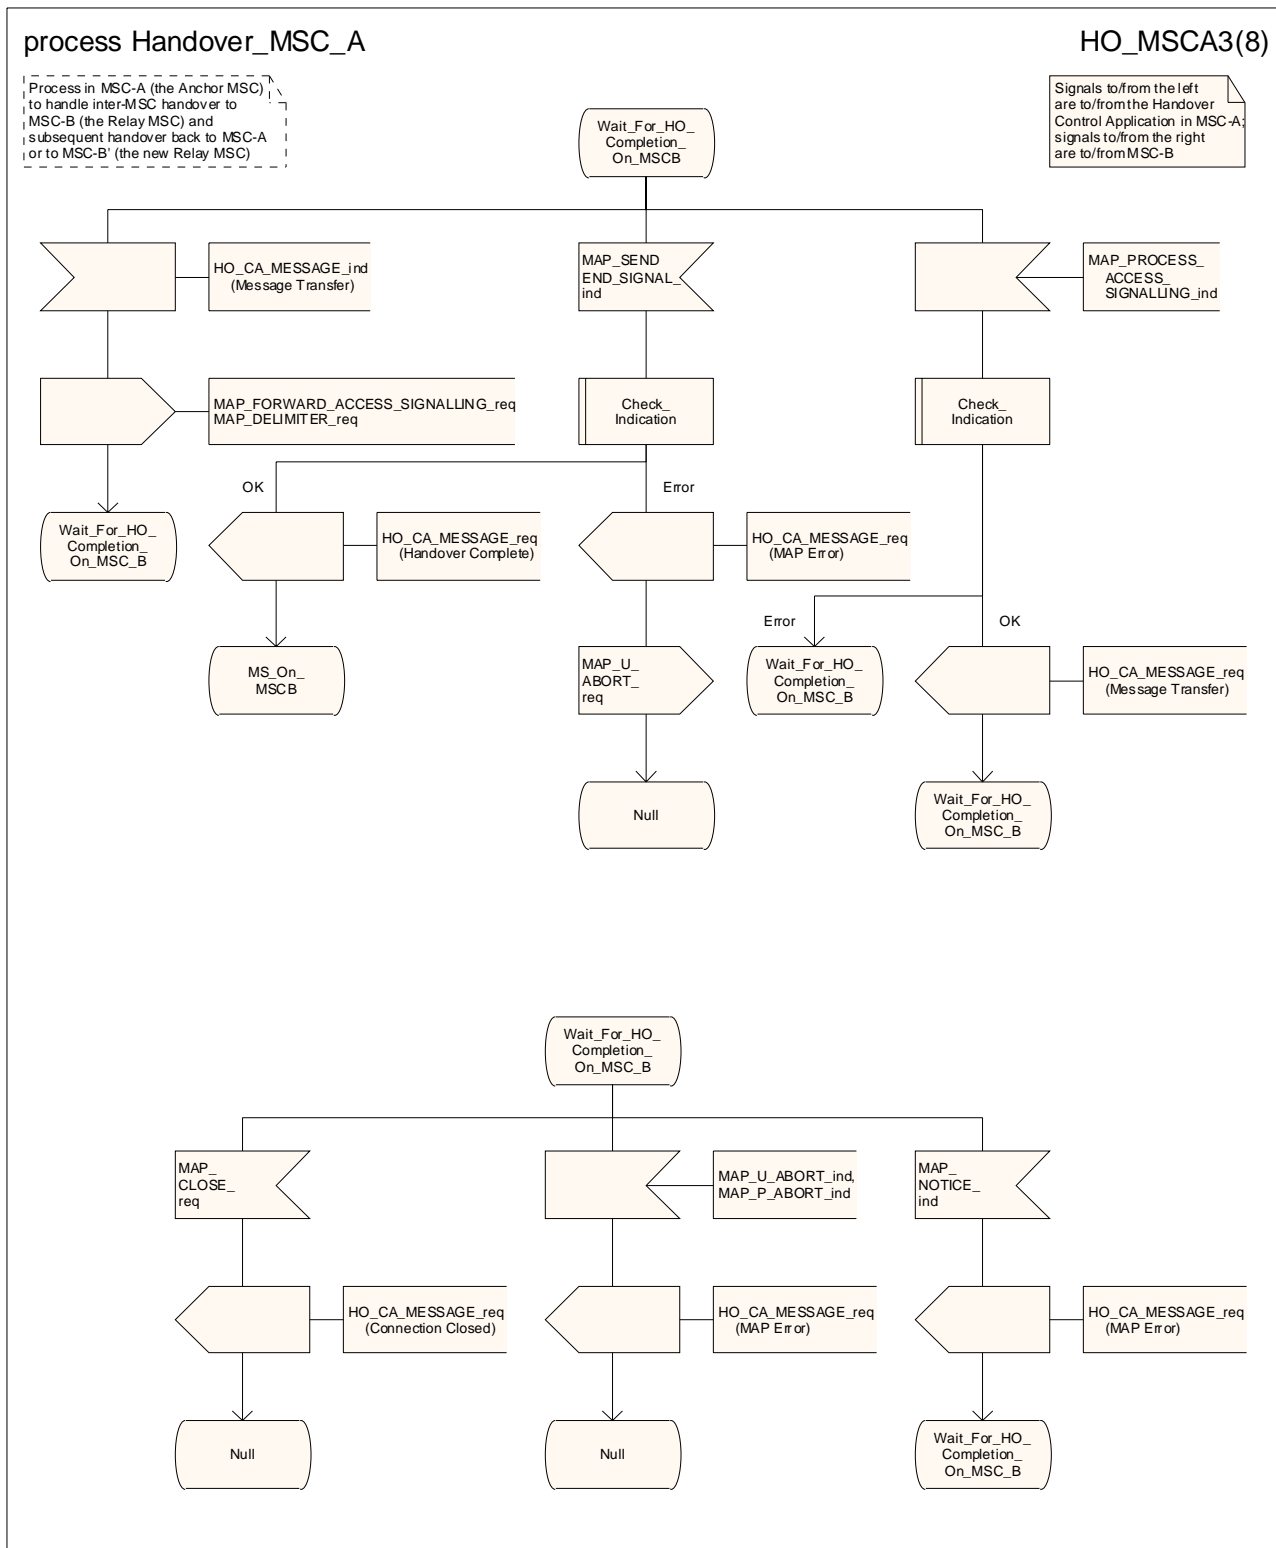 process Handover_MSC_A
HO_MSCA3(8)
Process in MSC-A (the Anchor MSC)
to handle inter-MSC handover to
MSC-B (the Relay MSC) and
subsequent handover back to MSC-A
or to MSC-B' (the new Relay MSC)
Signals to/from the left
are to/from the Handover
Control Application in MSC-A;
signals to/from the right
are to/from MSC-B
Wait_For_HO_
Completion_
On_MSCB
HO_CA_MESSAGE_ind
(Message Transfer)
MAP_SEND
END_SIGNAL_
ind
MAP_PROCESS_
ACCESS_
SIGNALLING_ind
MAP_FORWARD_ACCESS_SIGNALLING_req
MAP_DELIMITER_req
Check_
Indication
Check_
Indication
OK
Error
Wait_For_HO_
Completion_
On_MSC_B
HO_CA_MESSAGE_req
(Handover Complete)
HO_CA_MESSAGE_req
(MAP Error)
Error
OK
MS_On_
MSCB
MAP_U_
ABORT_
req
Wait_For_HO_
Completion_
On_MSC_B
HO_CA_MESSAGE_req
(Message Transfer)
Null
Wait_For_HO_
Completion_
On_MSC_B
Wait_For_HO_
Completion_
On_MSC_B
MAP_
CLOSE_
req
MAP_U_ABORT_ind,
MAP_P_ABORT_ind
MAP_
NOTICE_
ind
HO_CA_MESSAGE_req
(Connection Closed)
HO_CA_MESSAGE_req
(MAP Error)
HO_CA_MESSAGE_req
(MAP Error)
Null
Null
Wait_For_HO_
Completion_
On_MSC_B